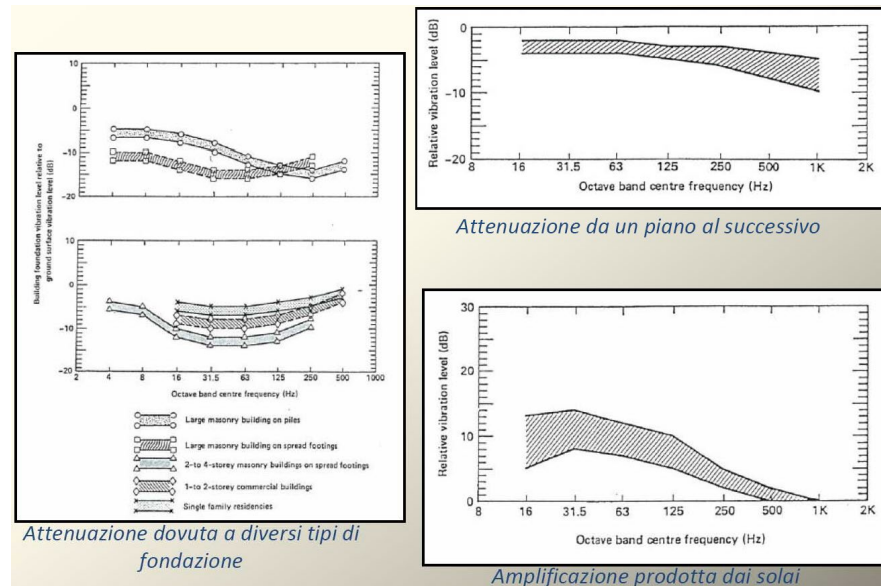 10
0
−10
−20
10
0
−10
−20
2
4
8
16
31.5
63
125
250
500
1000
Building foundation vibration level relative to
ground surface vibration level (dB)
Octave band centre frequency (Hz)
Large masonry building on piles
Large masonry building on spread footings
2-to 4-storey masonry buildings on spread footings
1-to 2-storey commercial buildings
Single family residencies
Attenuazione dovuta a diversi tipi di
fondazione
0
−10
−20
Relative vibration level (dB)
8
16
31.5
63
125
250
500
1K
2K
Octave band centre frequency (Hz)
Attenuazione da un piano al successivo
30
20
10
0
Relative vibration level (dB)
8
16
31.5
63
125
250
500
1K
2K
Octave band centre frequency (Hz)
Amplificazione prodotta dai solai